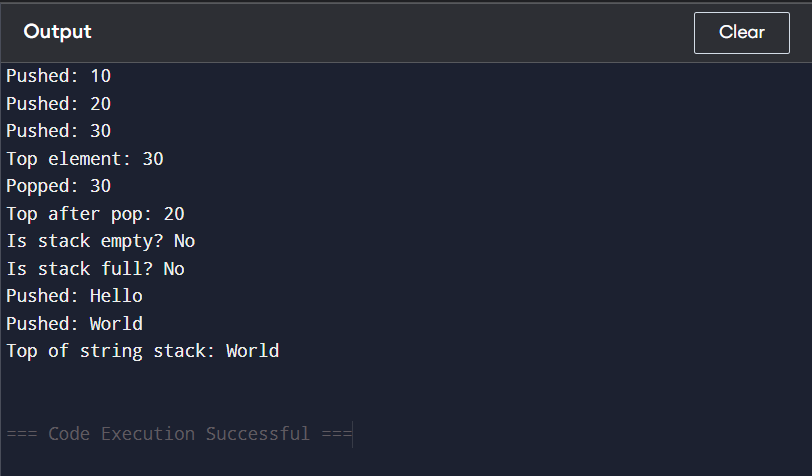 Output
Clear
Pushed: 10
Pushed: 20
Pushed: 30
Top element: 30
Popped: 30
Top after pop: 20
Is stack empty? No
Is stack full? No
Pushed: Hello
Pushed: World
Top of string stack: World
=== Code Execution Successful ===